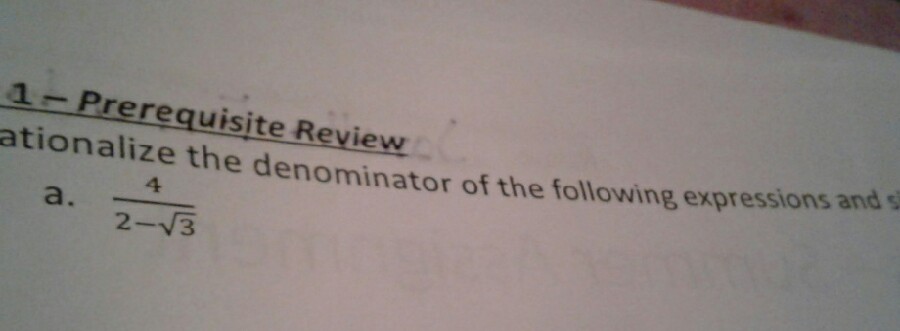 1 – Prerequisite Review
ationalize the denominator of the following expressions and s
a. 4/(2−√3)